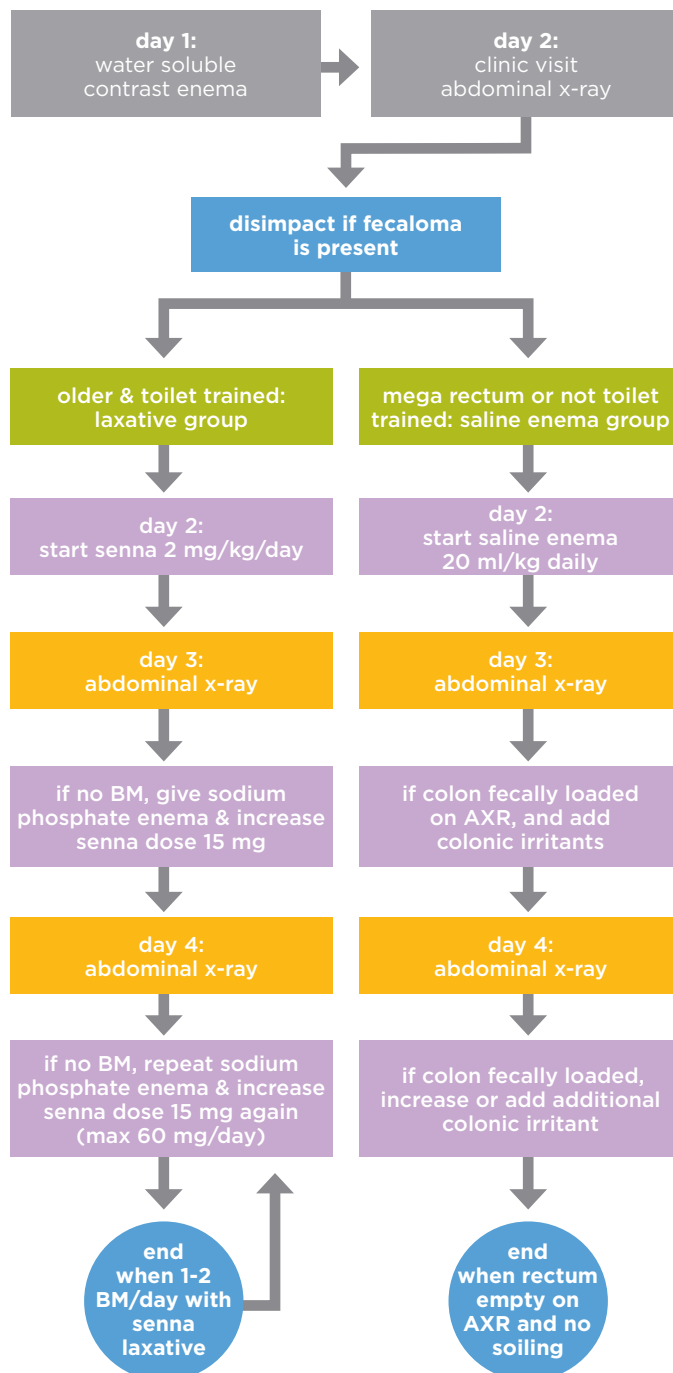 day 1:
water soluble
contrast enema
day 2:
clinic visit
abdominal x-ray
disimpact if fecaloma
is present
older & toilet trained:
laxative group
mega rectum or not toilet
trained: saline enema group
day 2:
start senna 2 mg/kg/day
day 2:
start saline enema
20 ml/kg daily
day 3:
abdominal x-ray
day 3:
abdominal x-ray
if no BM, give sodium
phosphate enema & increase
senna dose 15 mg
if colon fecally loaded
on AXR, and add
colonic irritants
day 4:
abdominal x-ray
day 4:
abdominal x-ray
if no BM, repeat sodium
phosphate enema & increase
senna dose 15 mg again
(max 60 mg/day)
if colon fecally loaded,
increase or add additional
colonic irritant
end
when 1-2
BM/day with
senna
laxative
end
when rectum
empty on
AXR and no
soiling